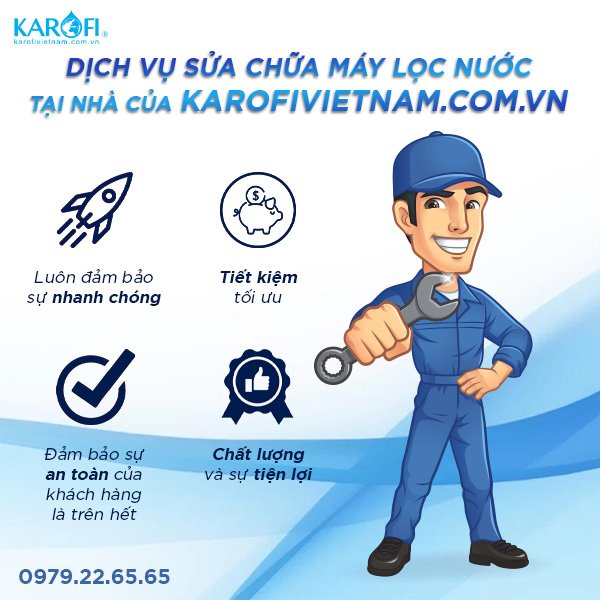 KAROFI
karofivietnam.com.vn
DỊCH VỤ SỬA CHỮA MÁY LỌC NƯỚC
TẠI NHÀ CỦA KAROFIVIETNAM.COM.VN
Luôn đảm bảo
sự nhanh chóng
Tiết kiệm
tối ưu
Đảm bảo sự
an toàn của
khách hàng
là trên hết
Chất lượng
và sự tiện lợi
0979.22.65.65